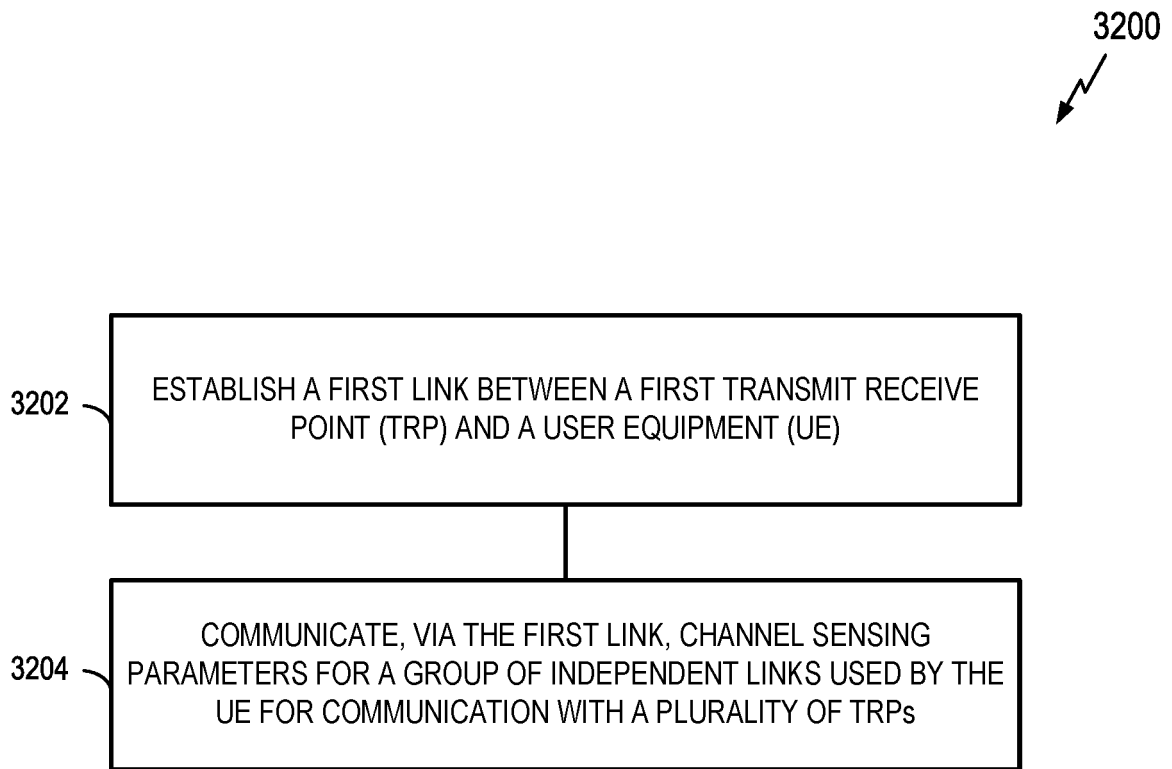 3200
3202
ESTABLISH A FIRST LINK BETWEEN A FIRST TRANSMIT RECEIVE
POINT (TRP) AND A USER EQUIPMENT (UE)
3204
COMMUNICATE, VIA THE FIRST LINK, CHANNEL SENSING
PARAMETERS FOR A GROUP OF INDEPENDENT LINKS USED BY THE
UE FOR COMMUNICATION WITH A PLURALITY OF TRPs